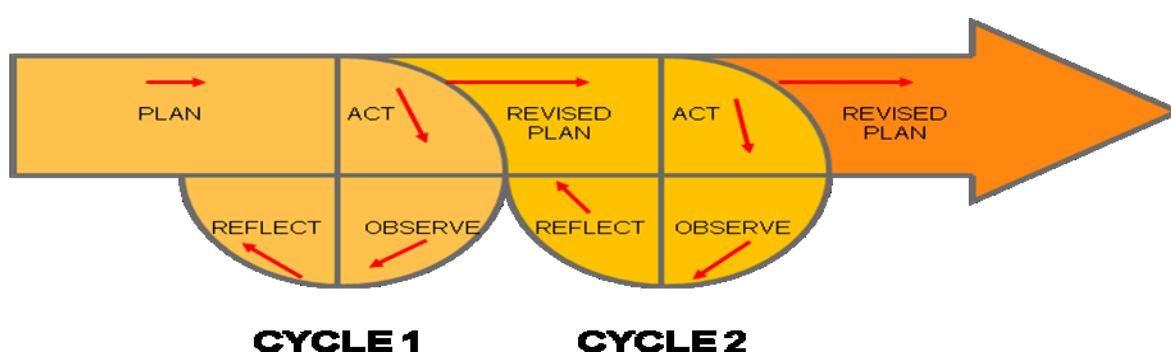 PLAN
ACT
REVISED
PLAN
ACT
REVISED
PLAN
REFLECT
OBSERVE
REFLECT
OBSERVE
CYCLE 1
CYCLE 2